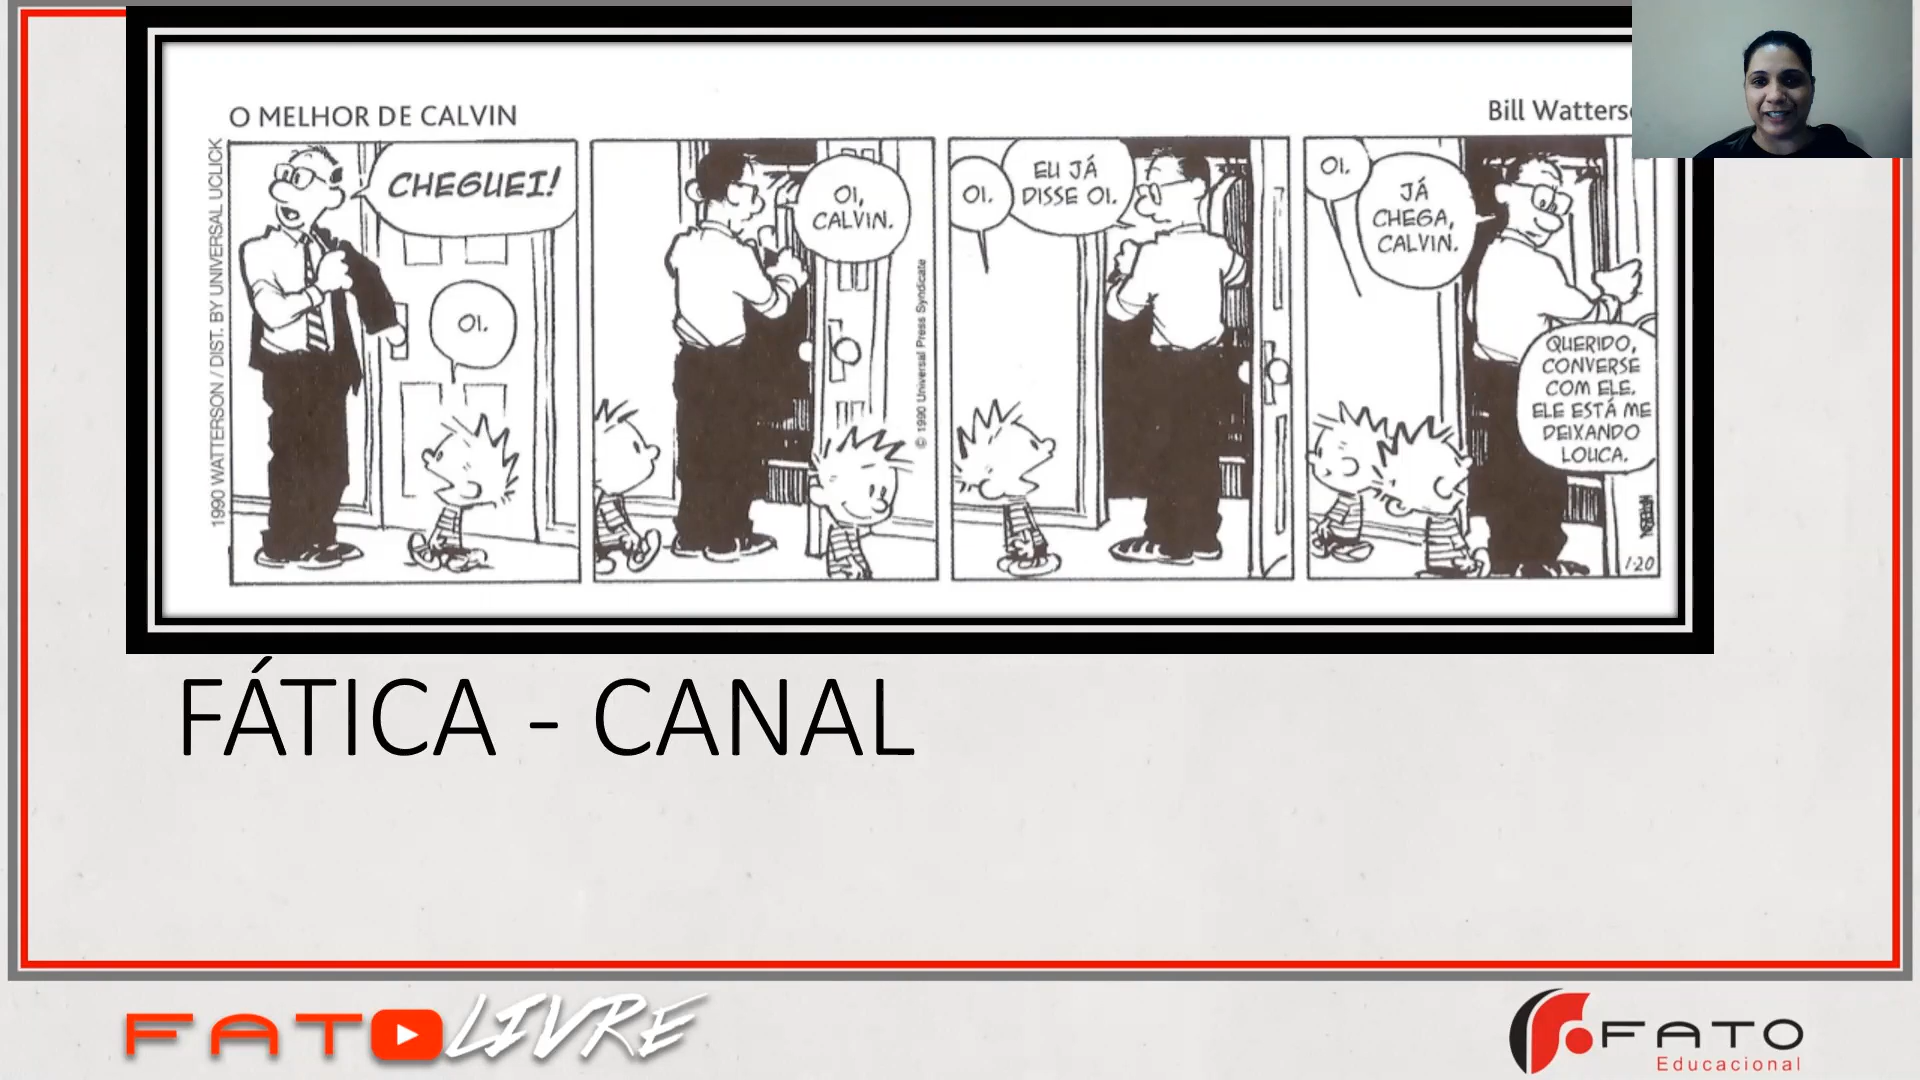 O MELHOR DE CALVIN
Bill Watters
1990 WATTERSON / DIST. BY UNIVERSAL UCLICK
CHEGUEI!
OI.
OI,
CALVIN.
© 1990 Universal Press Syndicate
OI.
EU JÁ
DISSE OI.
OI.
JÁ
CHEGA,
CALVIN.
QUERIDO,
CONVERSE
COM ELE.
ELE ESTÁ ME
DEIXANDO
LOUCA.
WATTERSON
1-20
FÁTICA - CANAL
FATO LIVRE
FATO
Educacional